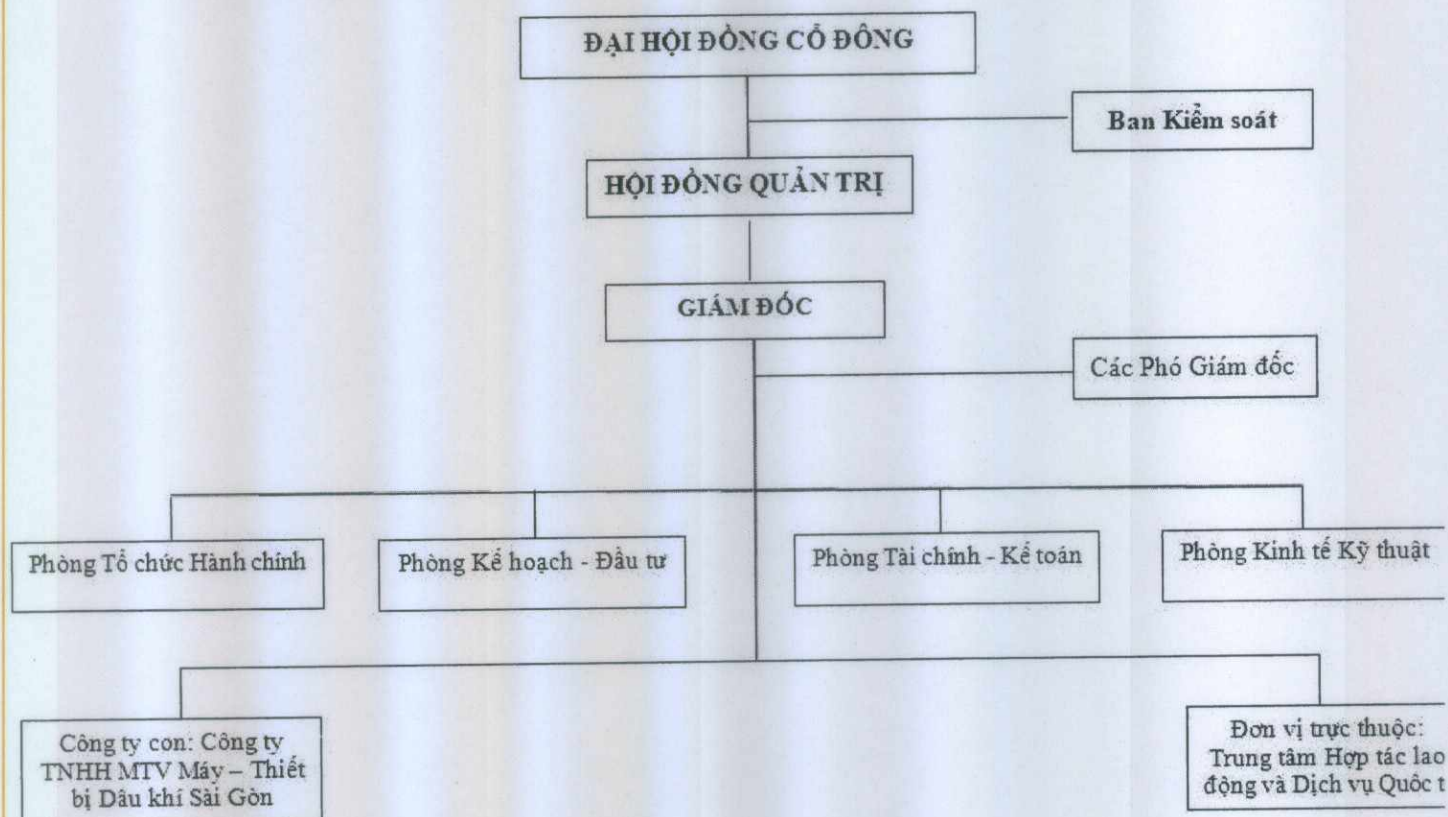 ĐẠI HỘI ĐỒNG CỔ ĐÔNG
Ban Kiểm soát
HỘI ĐỒNG QUẢN TRỊ
GIÁM ĐỐC
Các Phó Giám đốc
Phòng Tổ chức Hành chính
Phòng Kế hoạch - Đầu tư
Phòng Tài chính - Kế toán
Phòng Kinh tế Kỹ thuật
Công ty con: Công ty
TNHH MTV Máy – Thiết
bị Dầu khí Sài Gòn
Đơn vị trực thuộc:
Trung tâm Hợp tác lao
động và Dịch vụ Quốc